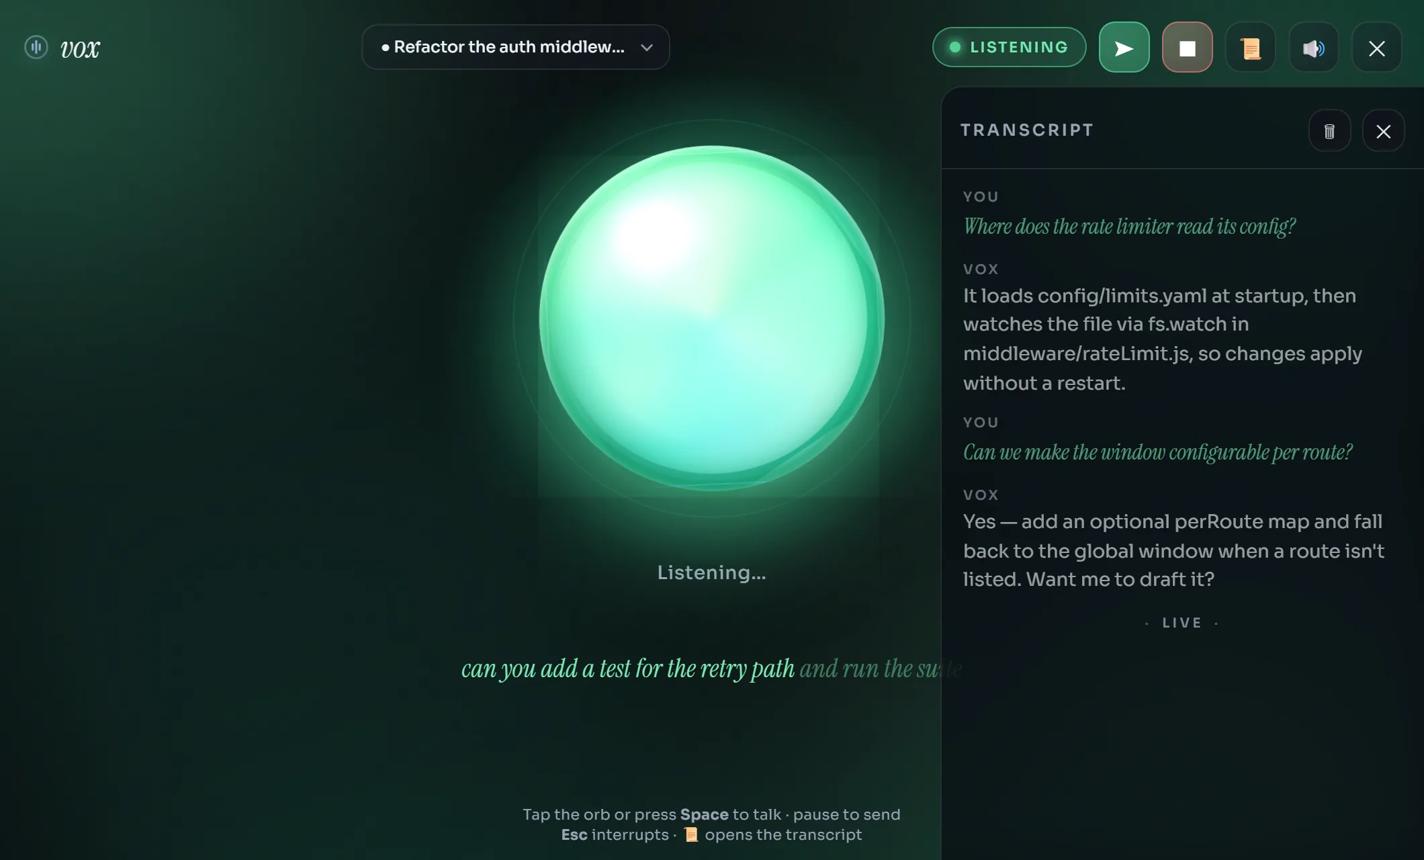 vox
• Refactor the auth middlew...
LISTENING
TRANSCRIPT
YOU
Where does the rate limiter read its config?
VOX
It loads config/limits.yaml at startup, then
watches the file via fs.watch in
middleware/rateLimit.js, so changes apply
without a restart.
YOU
Can we make the window configurable per route?
VOX
Yes — add an optional perRoute map and fall
back to the global window when a route isn't
listed. Want me to draft it?
· LIVE ·
Listening...
can you add a test for the retry path and run the suite
Tap the orb or press Space to talk · pause to send
Esc interrupts · 📜 opens the transcript